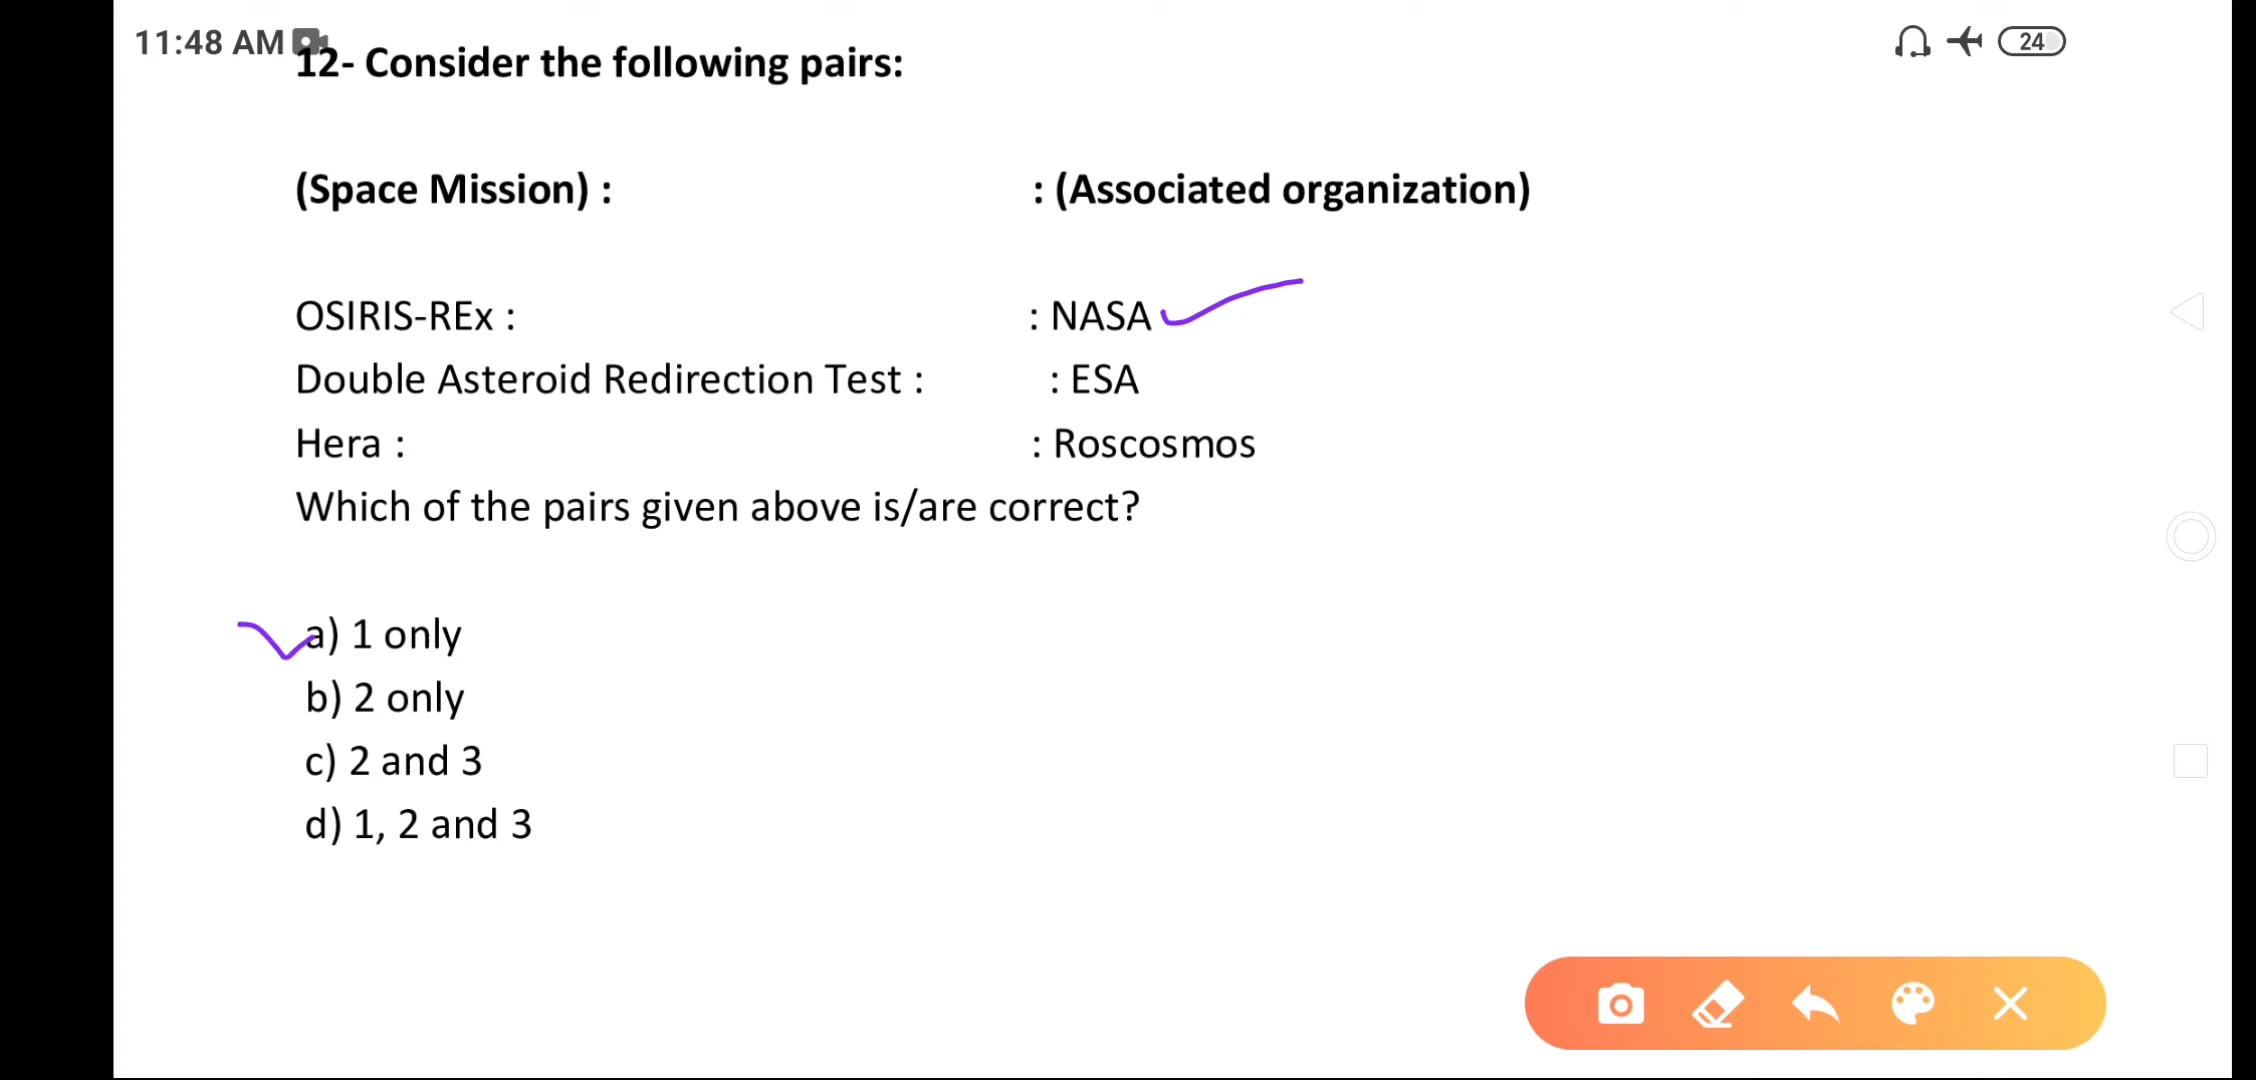 11:48 AM
24
12- Consider the following pairs:
(Space Mission) : : (Associated organization)
OSIRIS-REx : : NASA
Double Asteroid Redirection Test : : ESA
Hera : : Roscosmos
Which of the pairs given above is/are correct?
a) 1 only
b) 2 only
c) 2 and 3
d) 1, 2 and 3